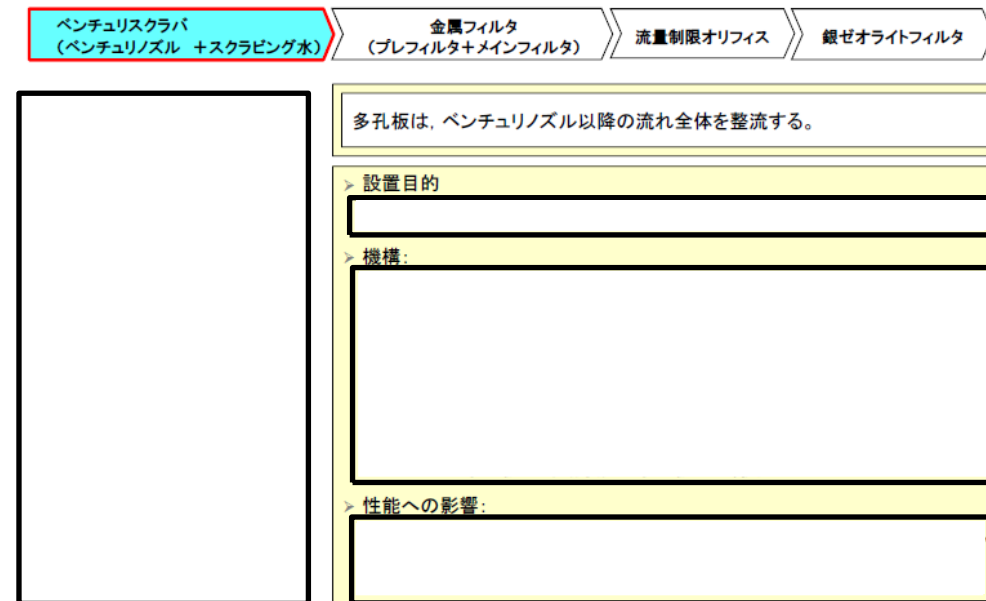 ベンチュリスクラバ
(ベンチュリノズル +スクラビング水)
金属フィルタ
(プレフィルタ+メインフィルタ)
流量制限オリフィス
銀ゼオライトフィルタ
多孔板は,ベンチュリノズル以降の流れ全体を整流する。
➢ 設置目的
➢ 機構:
➢ 性能への影響: